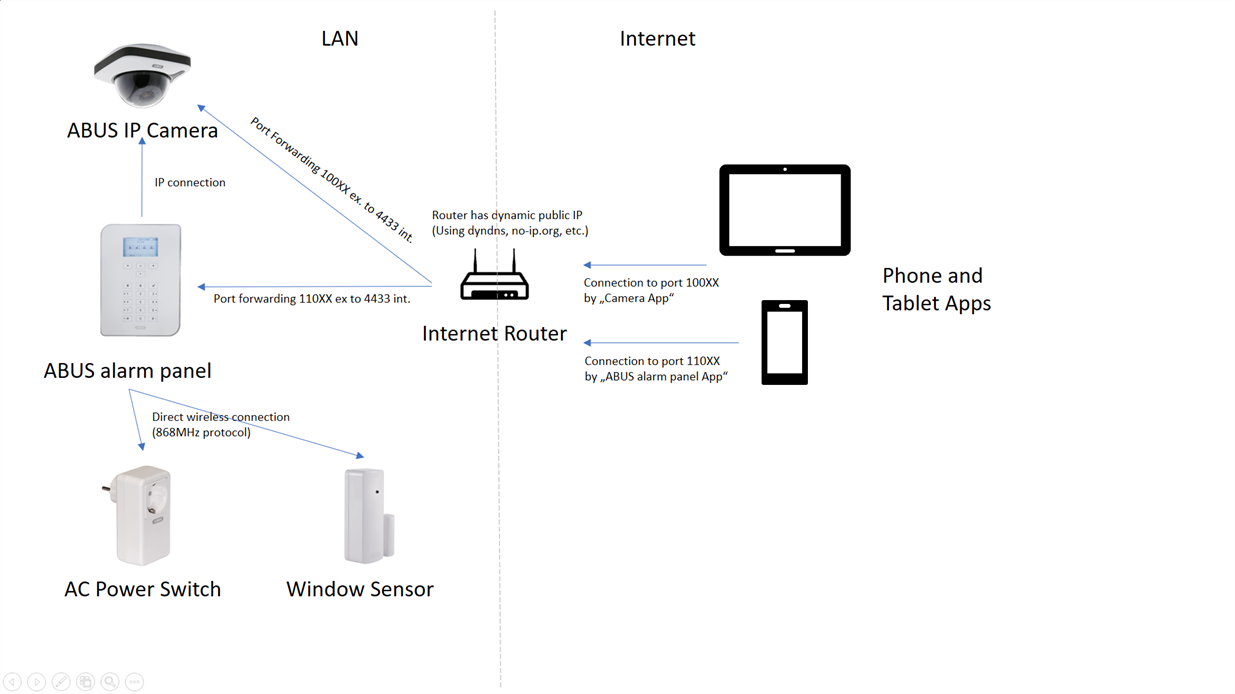 LAN
Internet
ABUS IP Camera
Port Forwarding 100XX ex. to 4433 int.
IP connection
Router has dynamic public IP
(Using dyndns, no-ip.org, etc.)
Connection to port 100XX
by „Camera App“
Phone and
Tablet Apps
Port forwarding 110XX ex to 4433 int.
Internet Router
Connection to port 110XX
by „ABUS alarm panel App“
ABUS alarm panel
Direct wireless connection
(868MHz protocol)
AC Power Switch
Window Sensor